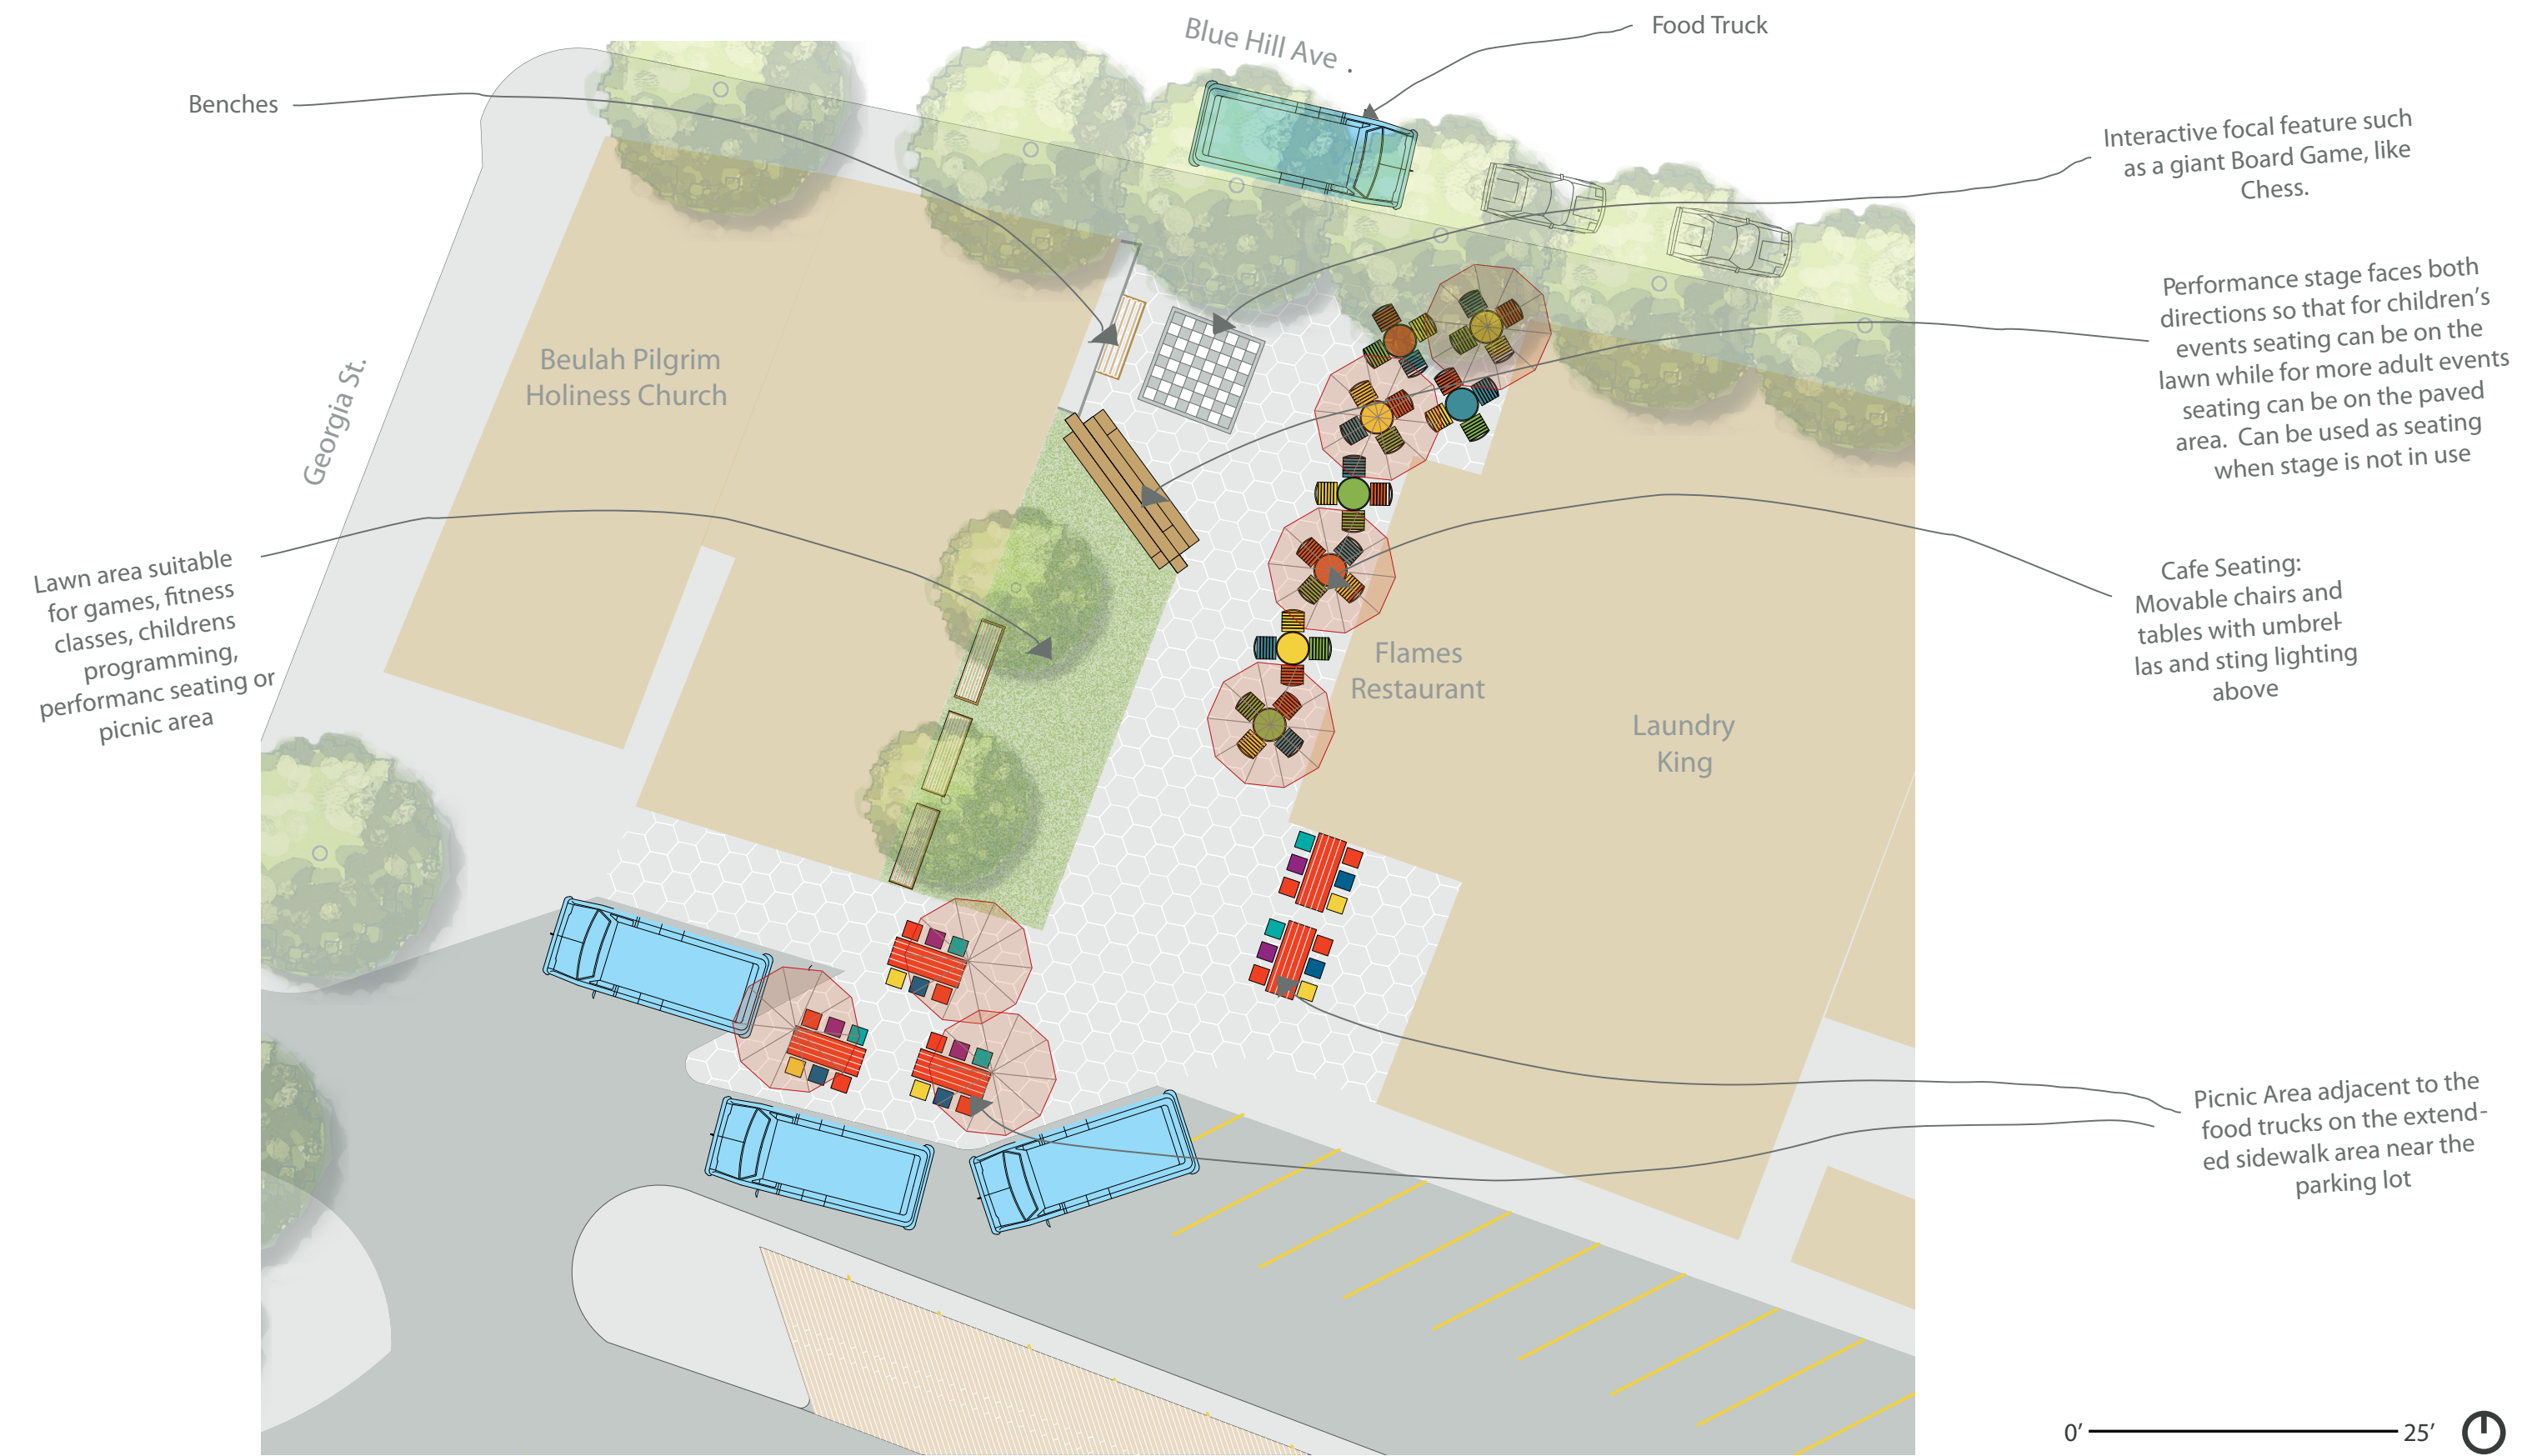 Blue Hill Ave .
Food Truck
Benches
Interactive focal feature such
as a giant Board Game, like
Chess.
Performance stage faces both
directions so that for children’s
events seating can be on the
lawn while for more adult events
seating can be on the paved
area. Can be used as seating
when stage is not in use
Beulah Pilgrim
Holiness Church
Georgia St.
Lawn area suitable
for games, fitness
classes, childrens
programming,
performanc seating or
picnic area
Cafe Seating:
Movable chairs and
tables with umbrel-
las and sting lighting
above
Flames
Restaurant
Laundry
King
Picnic Area adjacent to the
food trucks on the extend-
ed sidewalk area near the
parking lot
0’ 25’